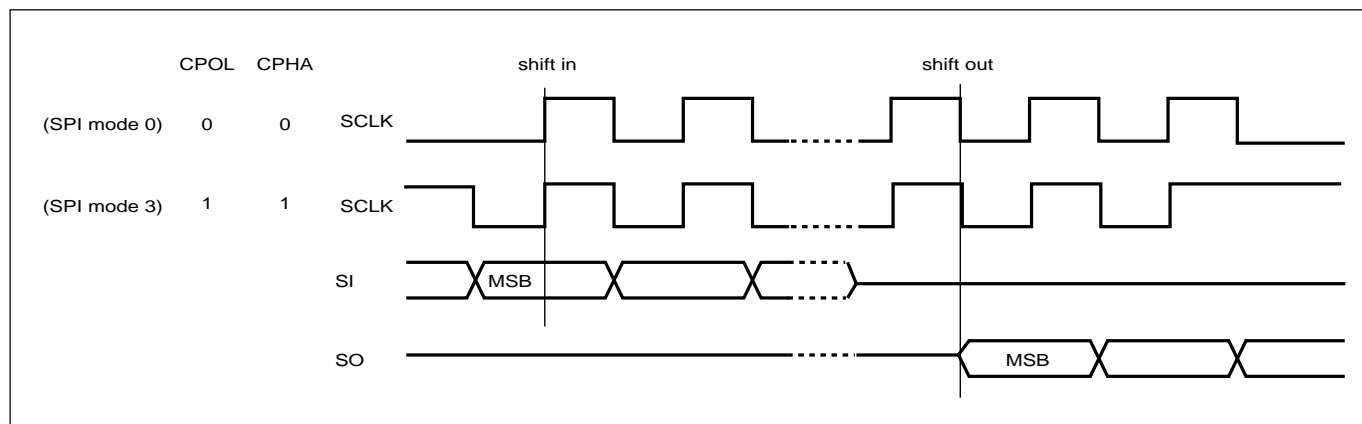 CPOL CPHA shift in shift out
(SPI mode 0) 0 0 SCLK
(SPI mode 3) 1 1 SCLK
SI MSB
SO MSB